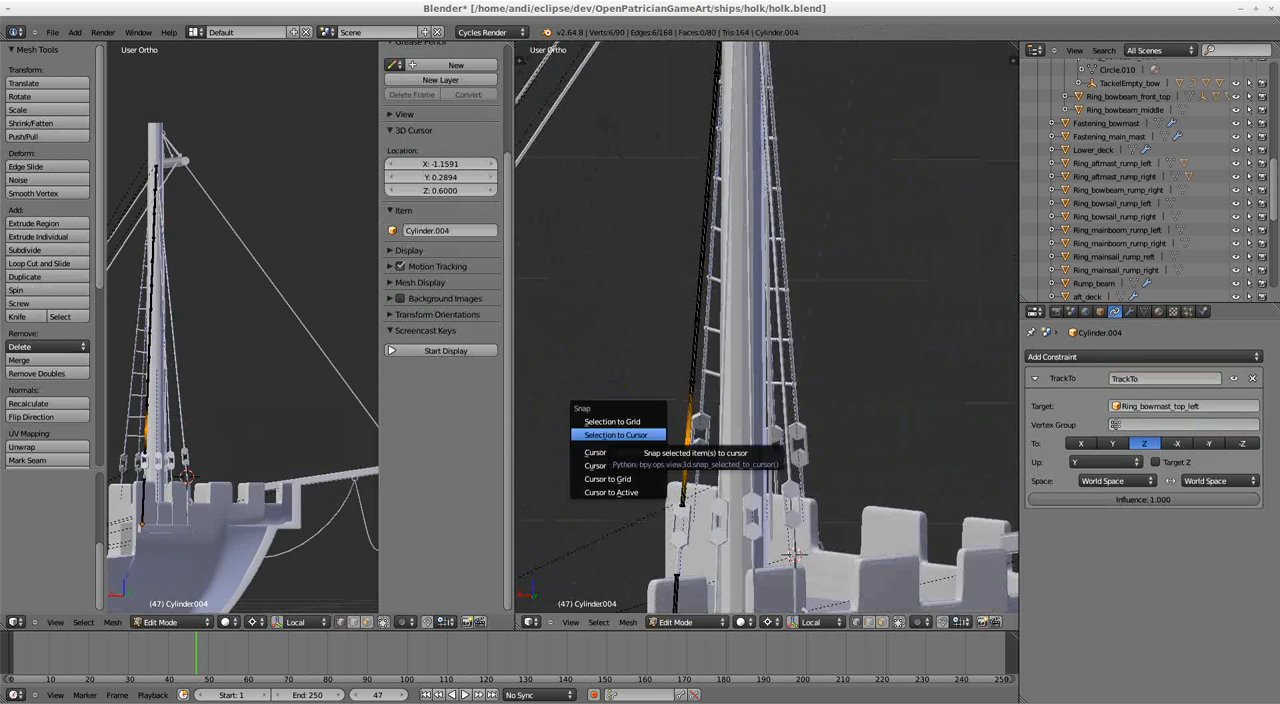 Blender* [/home/andi/eclipse/dev/OpenPatricianGameArt/ships/holk/holk.blend]
File Add Render Window Help Default Scene Cycles Render v2.64.8 | Verts:6/90 | Edges:6/168 | Faces:0/80 | Tris:164 | Cylinder.004
Mesh Tools
Transform:
Translate
Rotate
Scale
Shrink/Fatten
Push/Pull
Deform:
Edge Slide
Noise
Smooth Vertex
Add:
Extrude Region
Extrude Individual
Subdivide
Loop Cut and Slide
Duplicate
Spin
Screw
Knife Select
Remove:
Delete
Merge
Remove Doubles
Normals:
Recalculate
Flip Direction
UV Mapping:
Unwrap
Mark Seam
User Ortho
(47) Cylinder.004
Grease Pencil
New
New Layer
Delete Frame Convert
View
3D Cursor
Location:
X: -1.1591
Y: 0.2894
Z: 0.6000
Item
Cylinder.004
Display
Motion Tracking
Mesh Display
Background Images
Transform Orientations
Screencast Keys
Start Display
User Ortho
Snap
Selection to Grid
Selection to Cursor
Cursor
Cursor
Cursor to Grid
Cursor to Active
Snap selected item(s) to cursor
Python: bpy.ops.view3d.snap_selected_to_cursor()
(47) Cylinder.004
View Search All Scenes
Circle.010
TackelEmpty_bow
Ring_bowbeam_front_top
Ring_bowbeam_middle
Fastening_bowmast
Fastening_main_mast
Lower_deck
Ring_aftmast_rump_left
Ring_aftmast_rump_right
Ring_bowbeam_rump_right
Ring_bowsail_rump_left
Ring_bowsail_rump_right
Ring_mainboom_rump_left
Ring_mainboom_rump_right
Ring_mainsail_rump_reft
Ring_mainsail_rump_right
Rump_beam
aft_deck
Cylinder.004
Add Constraint
TrackTo TrackTo
Target: Ring_bowmast_top_left
Vertex Group:
To: X Y Z -X -Y -Z
Up: Y Target Z
Space: World Space World Space
Influence: 1.000
View Select Mesh Edit Mode Local
View Select Mesh Edit Mode Local
0 10 20 30 40 50 60 70 80 90 100 110 120 130 140 150 160 170 180 190 200 210 220 230 240 250
View Marker Frame Playback Start: 1 End: 250 47 No Sync